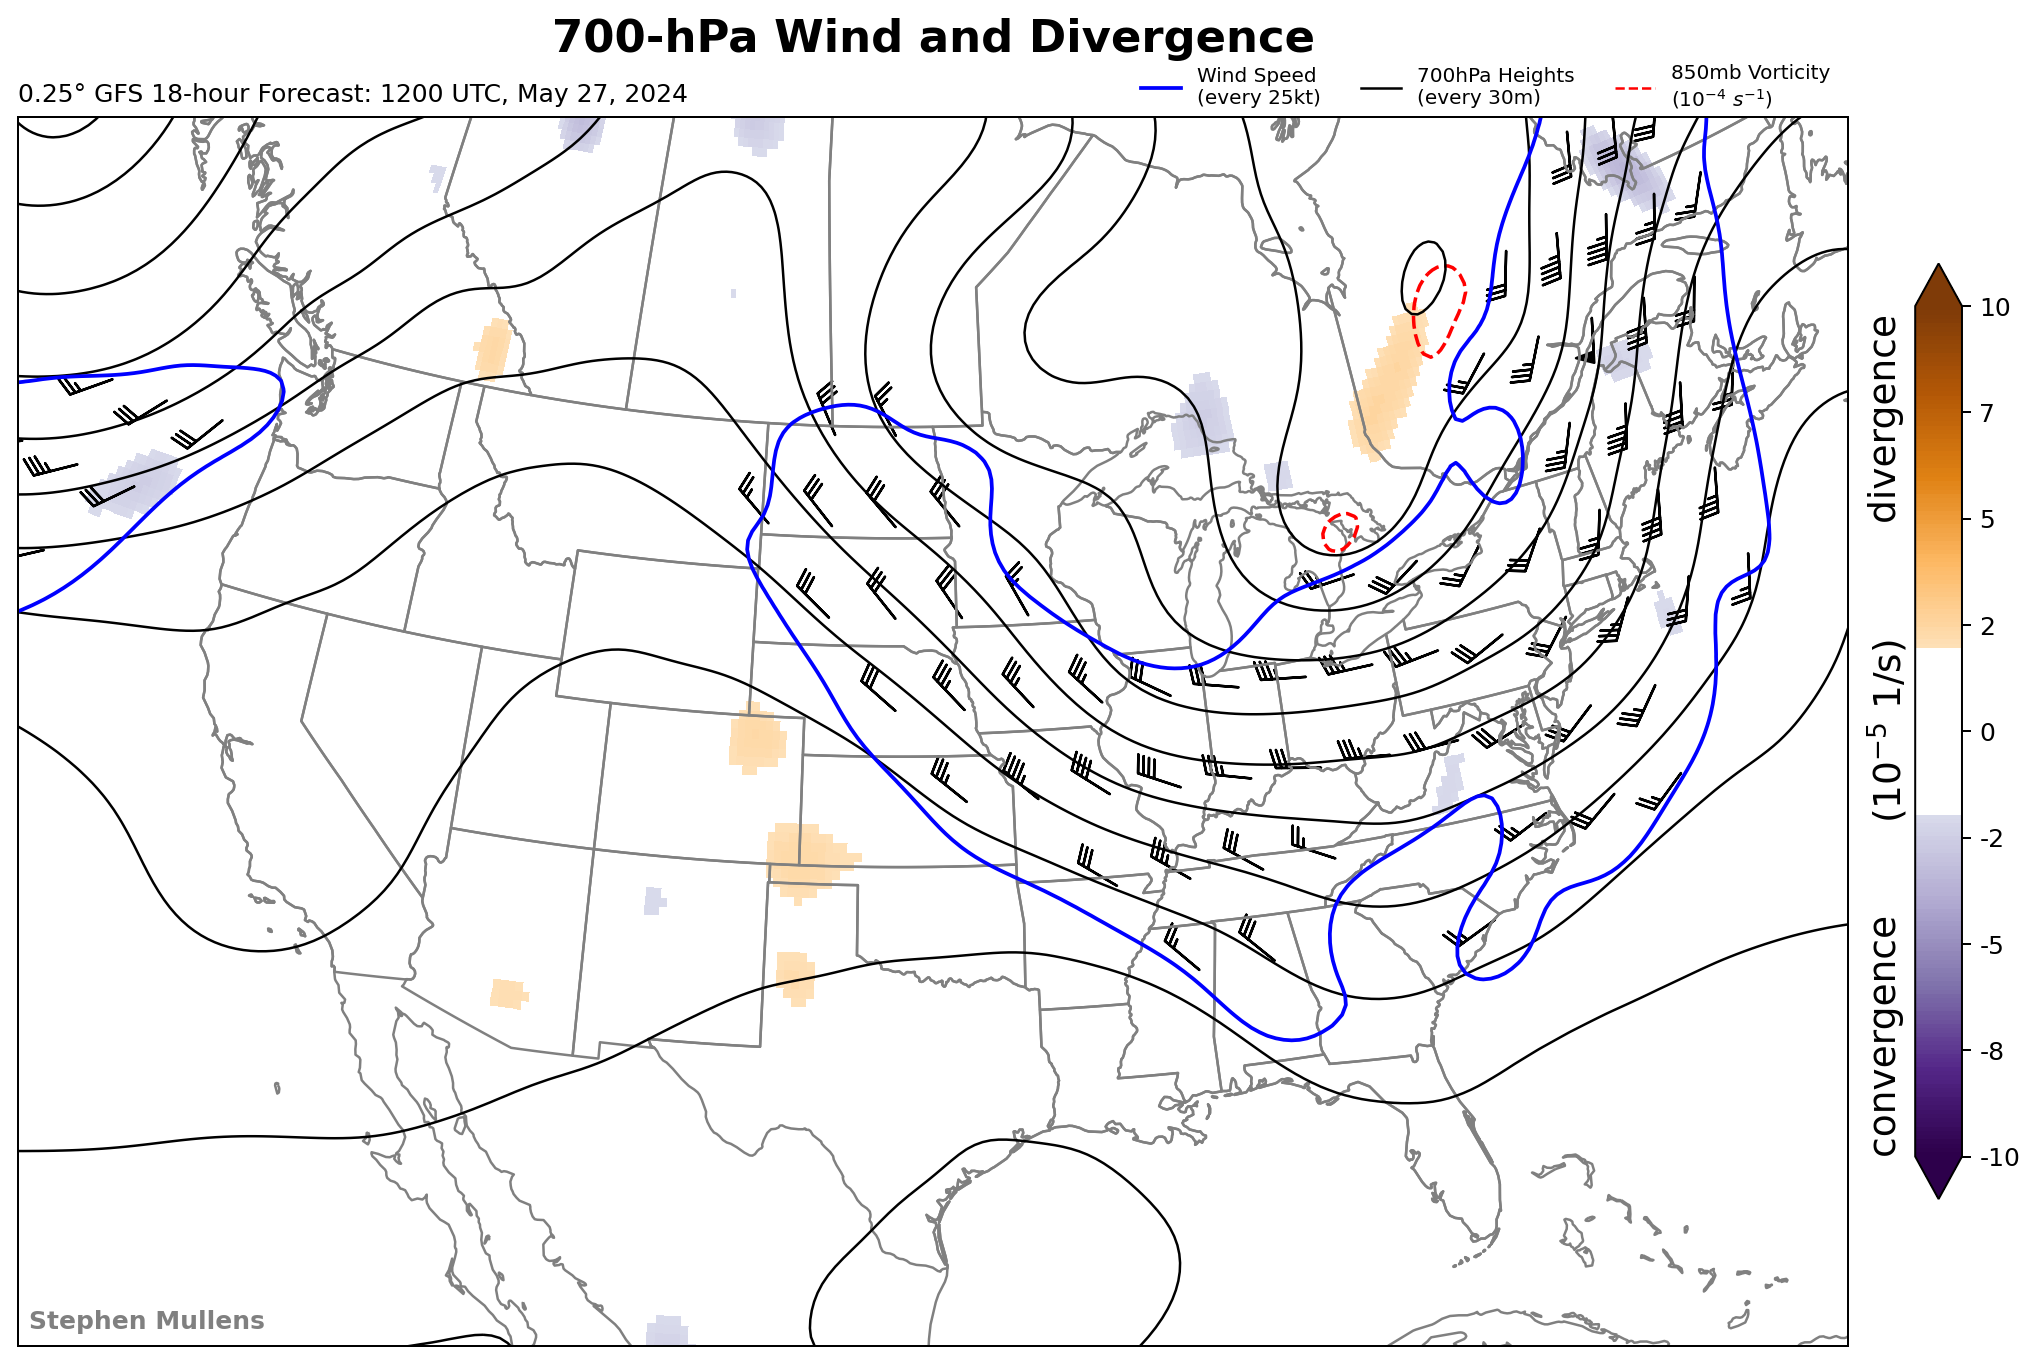 700-hPa Wind and Divergence
0.25° GFS 18-hour Forecast: 1200 UTC, May 27, 2024
Wind Speed
(every 25kt)
700hPa Heights
(every 30m)
850mb Vorticity
(10⁻⁴ s⁻¹)
10
7
5
2
0
-2
-5
-8
-10
convergence (10⁻⁵ 1/s) divergence
Stephen Mullens